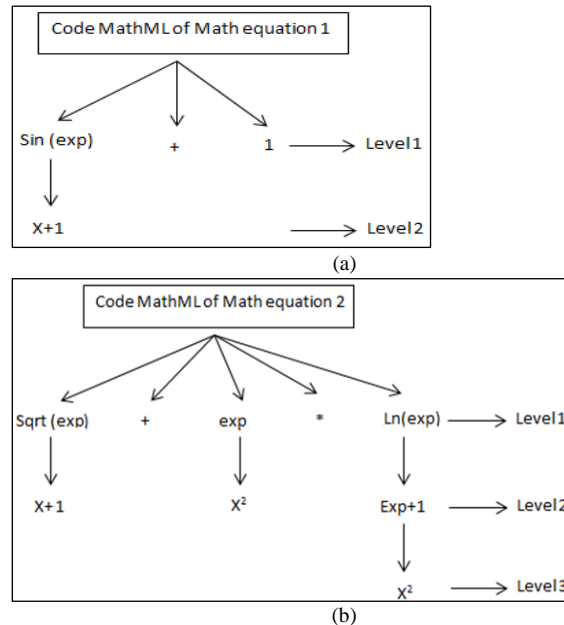 Code MathML of Math equation 1
Sin (exp) + 1 Level1
X+1 Level2
(a)
Code MathML of Math equation 2
Sqrt (exp) + exp * Ln(exp) Level1
X+1 X² Exp+1 Level2
X² Level3
(b)